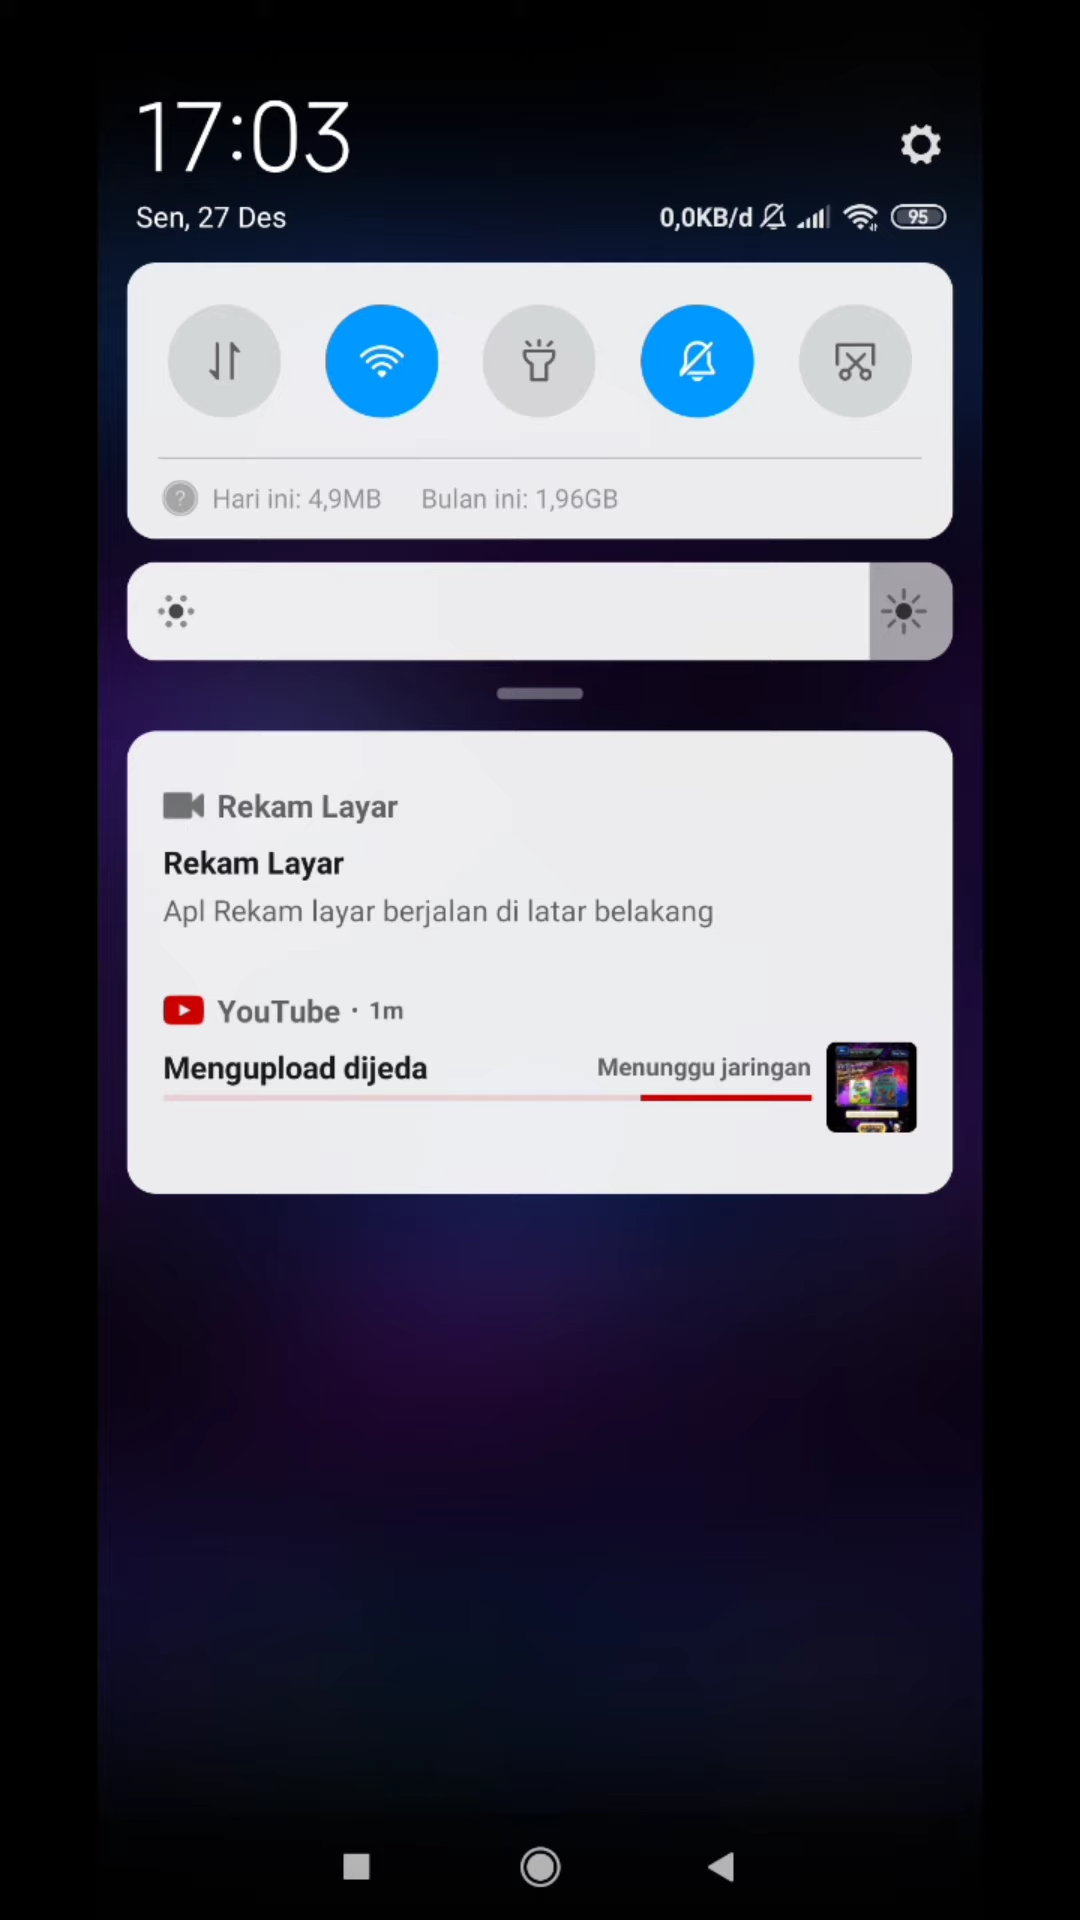 17:03
Sen, 27 Des
0,0KB/d 95
Hari ini: 4,9MB Bulan ini: 1,96GB
Rekam Layar
Rekam Layar
Apl Rekam layar berjalan di latar belakang
YouTube · 1m
Mengupload dijeda Menunggu jaringan